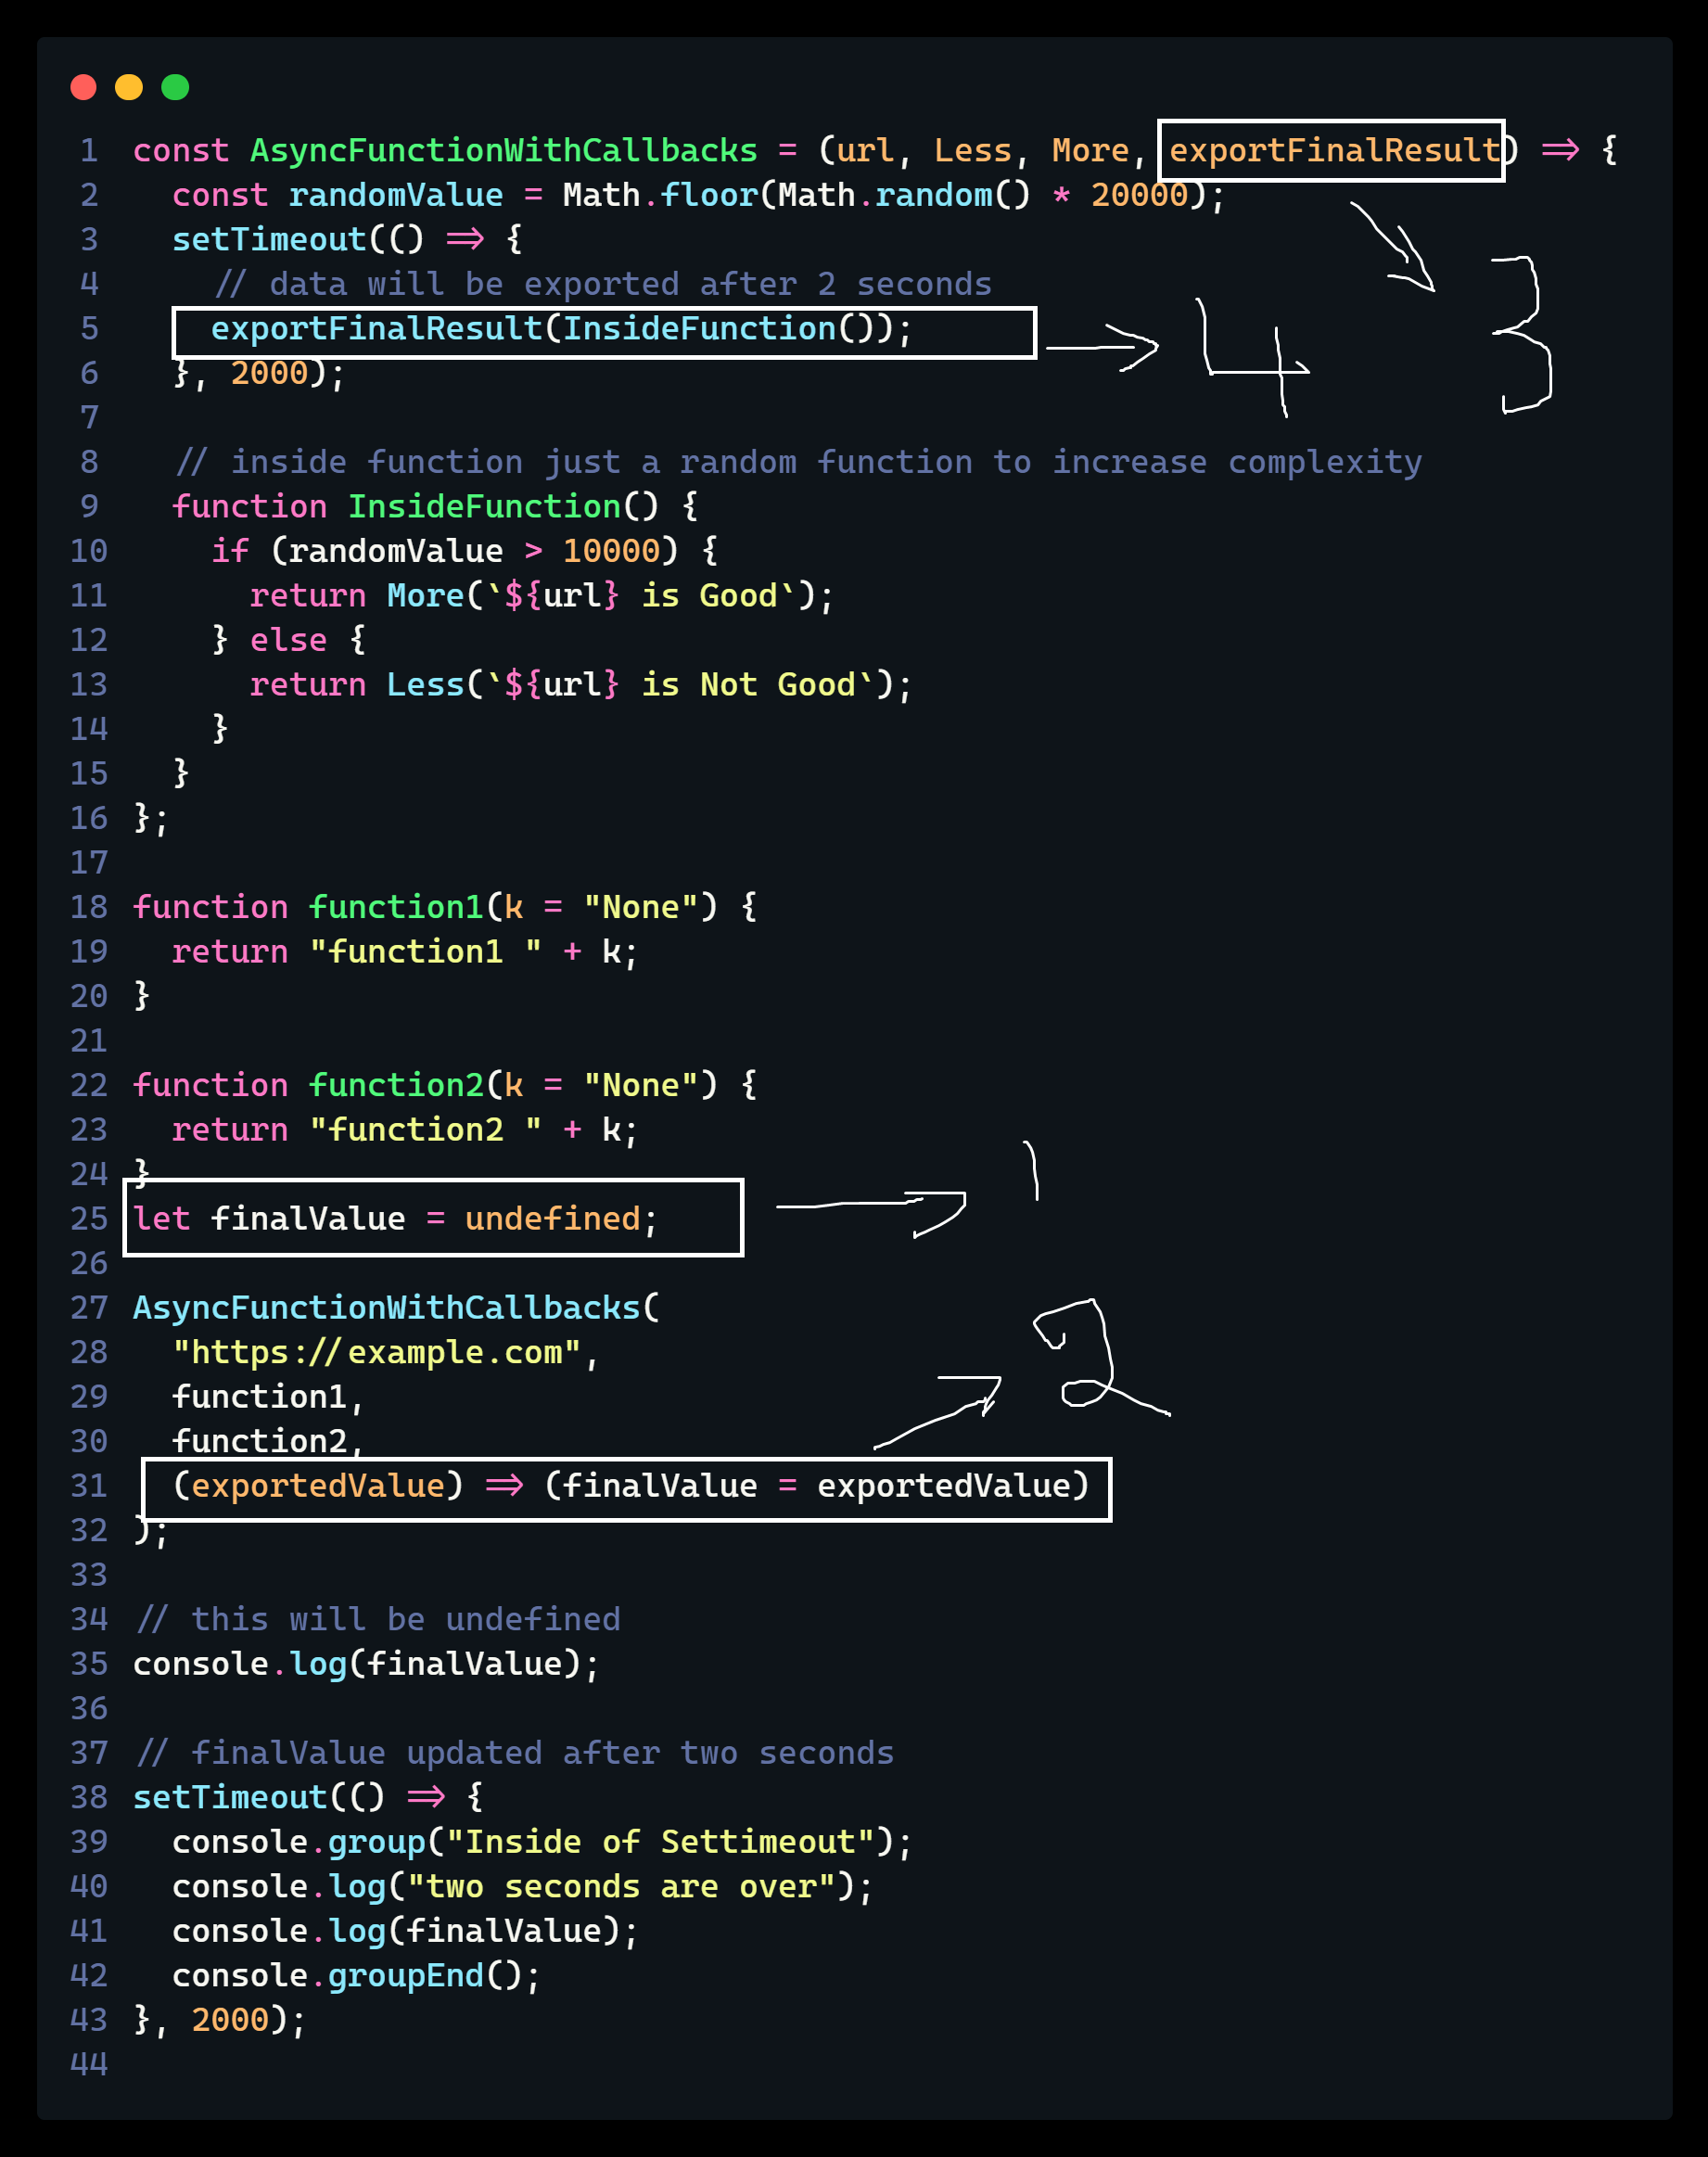 1 const AsyncFunctionWithCallbacks = (url, Less, More, exportFinalResult) => {
2   const randomValue = Math.floor(Math.random() * 20000);
3   setTimeout(() => {
4     // data will be exported after 2 seconds
5     exportFinalResult(InsideFunction());
6   }, 2000);
4
3
7
8   // inside function just a random function to increase complexity
9   function InsideFunction() {
10     if (randomValue > 10000) {
11       return More(`${url} is Good`);
12     } else {
13       return Less(`${url} is Not Good`);
14     }
15   }
16 };
17
18 function function1(k = "None") {
19   return "function1 " + k;
20 }
21
22 function function2(k = "None") {
23   return "function2 " + k;
24 }
25 let finalValue = undefined;
1
26
27 AsyncFunctionWithCallbacks(
28   "https://example.com",
29   function1,
30   function2,
2
31   (exportedValue) => (finalValue = exportedValue)
32 );
33
34 // this will be undefined
35 console.log(finalValue);
36
37 // finalValue updated after two seconds
38 setTimeout(() => {
39   console.group("Inside of Settimeout");
40   console.log("two seconds are over");
41   console.log(finalValue);
42   console.groupEnd();
43 }, 2000);
44